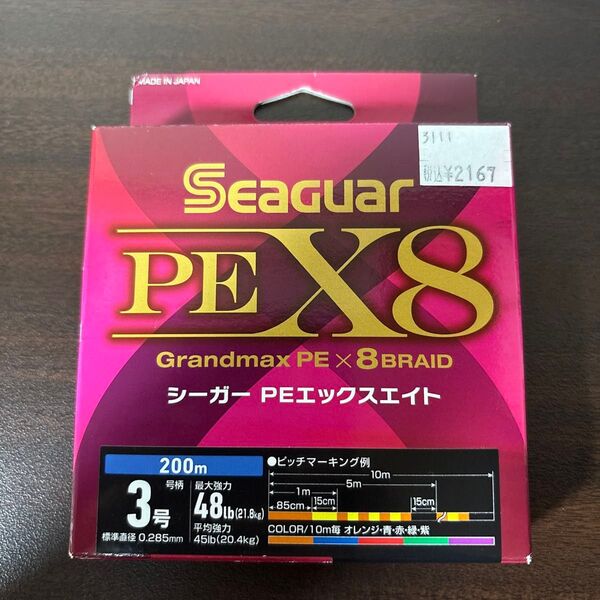 MADE IN JAPAN
3111
税込¥2167
Seaguar
PE X8
Grandmax PE×8 BRAID
シーガー PEエックスエイト
200m
号柄
3号
標準直径 0.285mm
最大強力
48lb(21.8kg)
平均強力
45lb(20.4kg)
●ピッチマーキング例
10m
5m
1m
85cm
15cm
15cm
COLOR/10m毎 オレンジ・青・赤・緑・紫